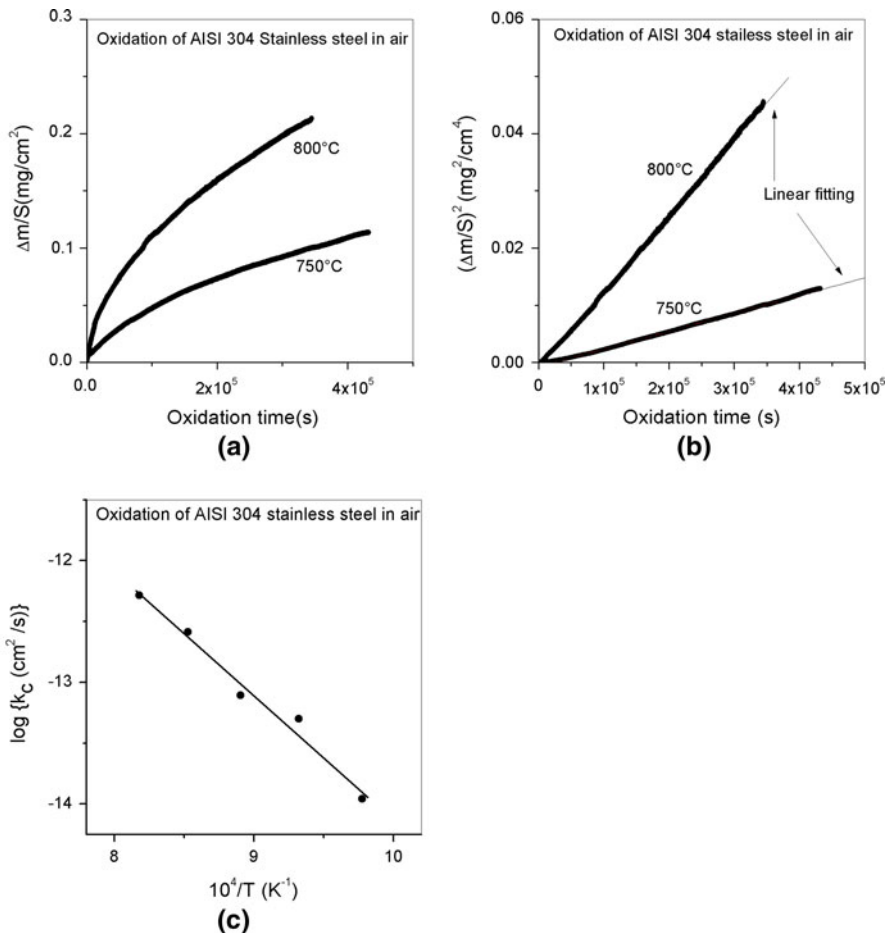 Oxidation of AISI 304 Stainless steel in air
0.3
0.2
0.1
0.0
Δm/S(mg/cm²)
800°C
750°C
0.0
2x10⁵
4x10⁵
Oxidation time(s)
(a)
Oxidation of AISI 304 stailess steel in air
0.06
0.04
0.02
0.00
(Δm/S)² (mg²/cm⁴)
800°C
Linear fitting
750°C
0
1x10⁵
2x10⁵
3x10⁵
4x10⁵
5x10⁵
Oxidation time (s)
(b)
Oxidation of AISI 304 stainless steel in air
-12
-13
-14
log {k_C (cm² /s)}
8
9
10
10⁴/T (K⁻¹)
(c)